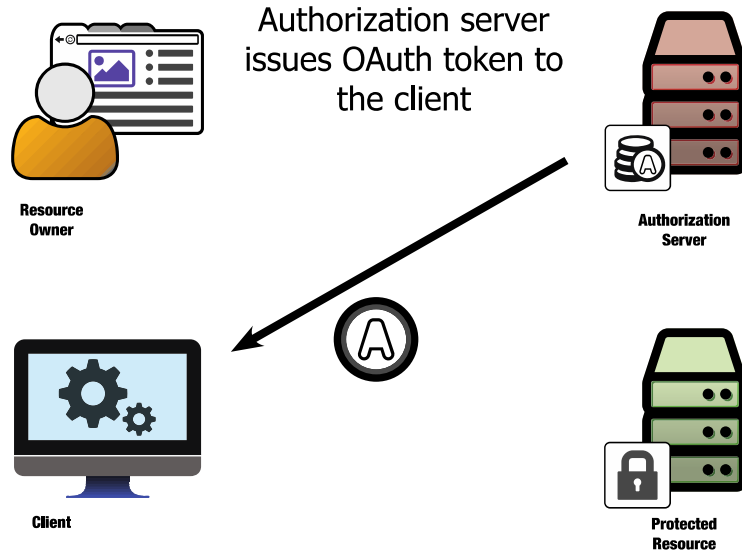 Authorization server
issues OAuth token to
the client
Resource
Owner
A
Authorization
Server
A
Client
Protected
Resource